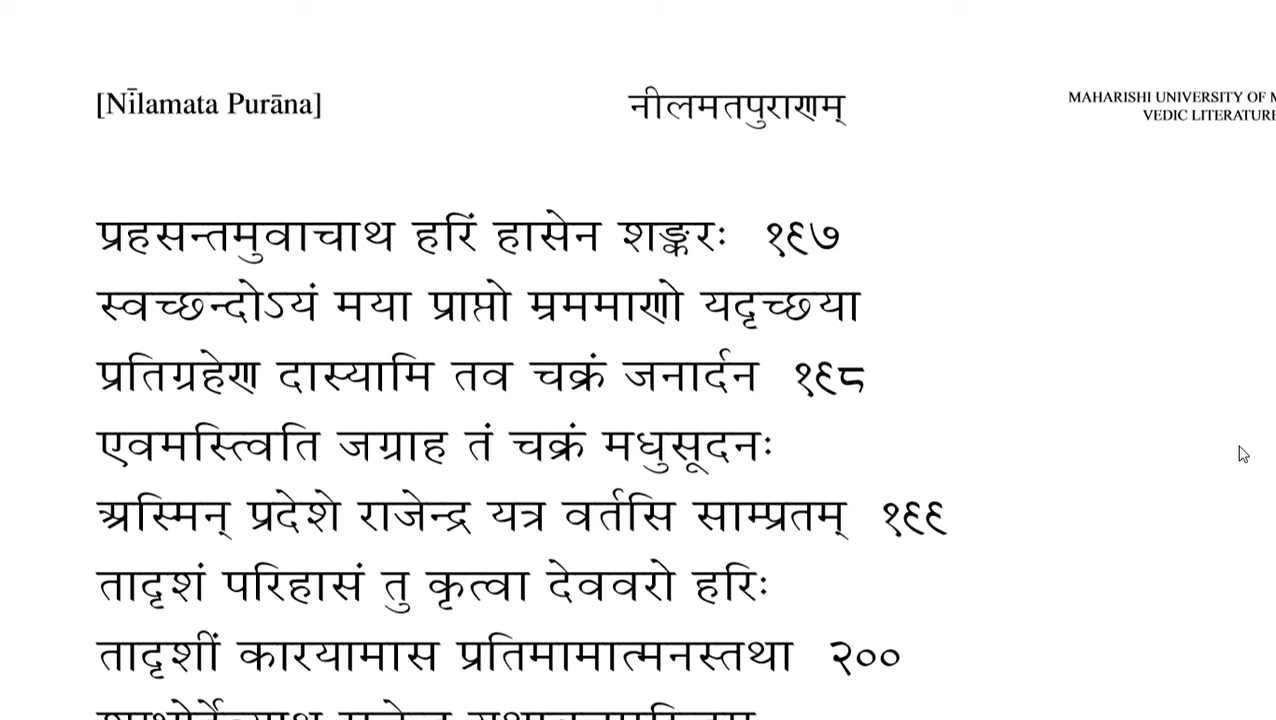 [Nīlamata Purāna]
नीलमतपुराणम्
MAHARISHI UNIVERSITY OF
VEDIC LITERATURE
प्रहसन्तमुवाचाथ हरिं हासेन शङ्करः १९७
स्वच्छन्दोऽयं मया प्राप्तो म्रममाणो यदृच्छया
प्रतिग्रहेण दास्यामि तव चक्रं जनार्दन १९८
एवमस्त्विति जग्राह तं चक्रं मधुसूदनः
अस्मिन् प्रदेशे राजेन्द्र यत्र वर्तसि साम्प्रतम् १९९
तादृशं परिहासं तु कृत्वा देववरो हरिः
तादृशीं कारयामास प्रतिमामात्मनस्तथा २००